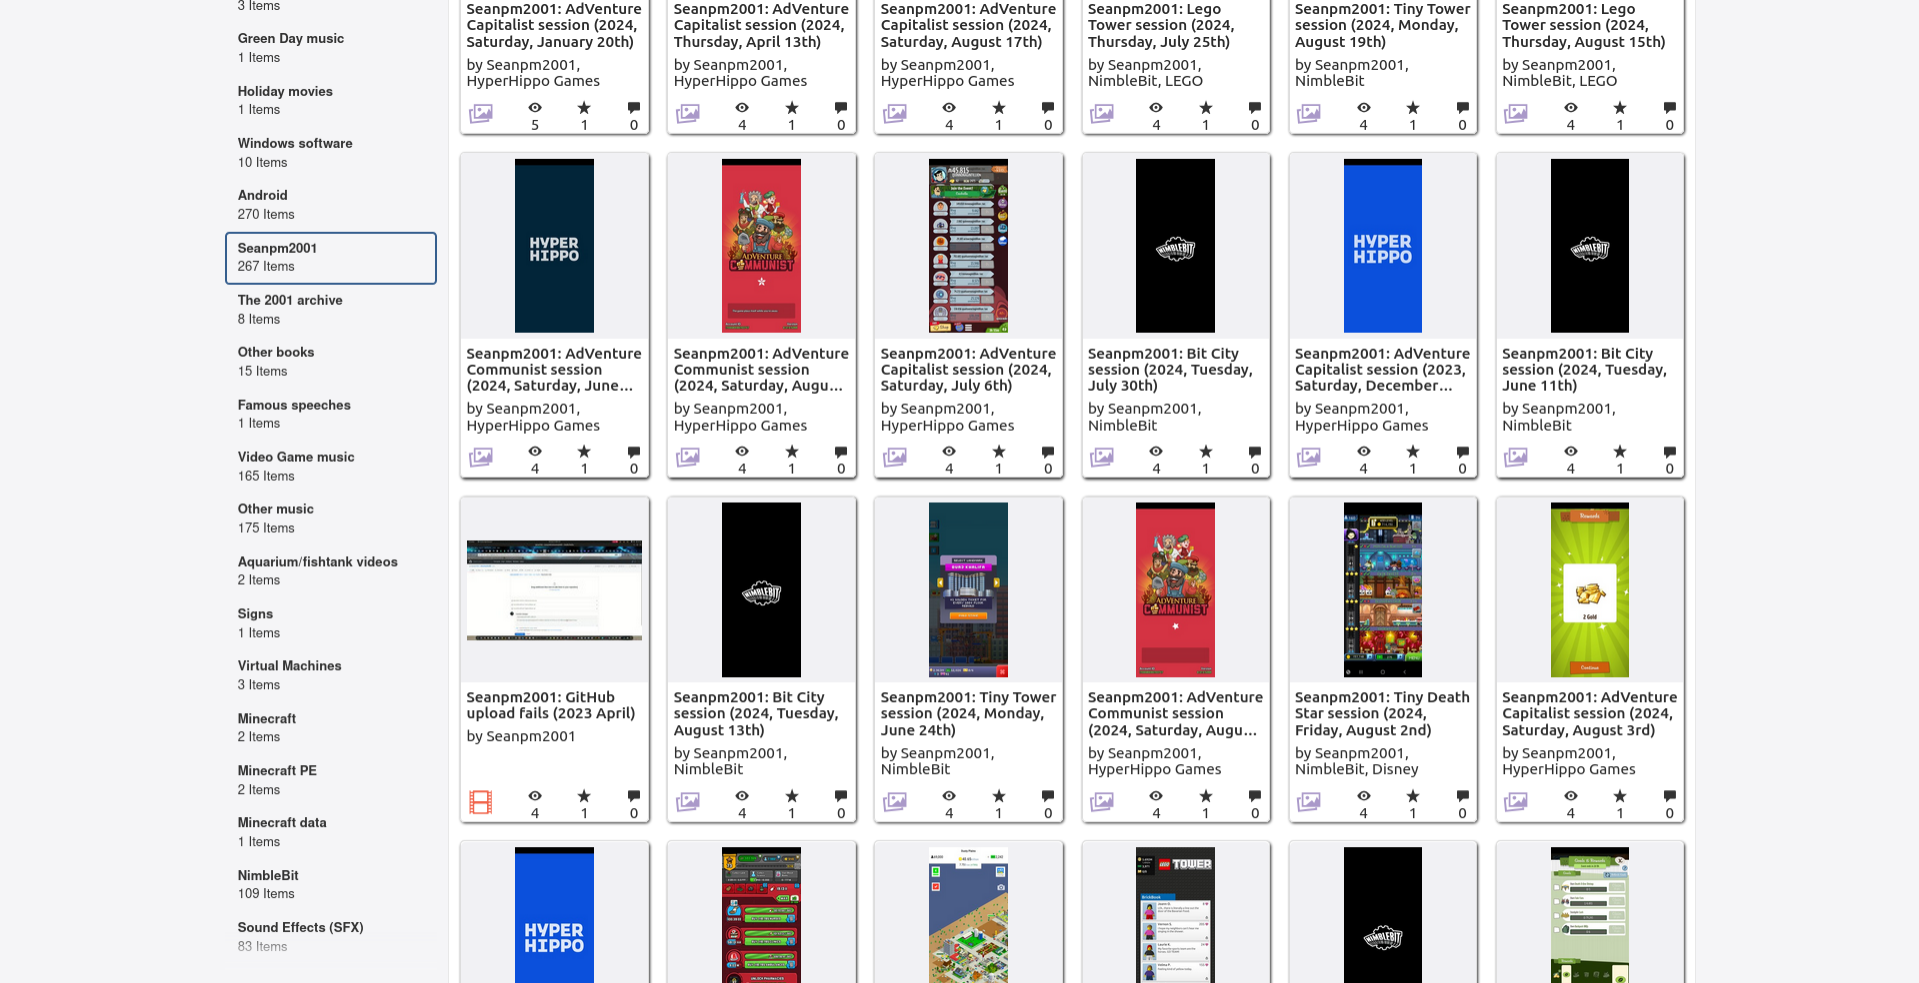 3 Items
Green Day music
1 Items
Holiday movies
1 Items
Windows software
10 Items
Android
270 Items
Seanpm2001
267 Items
The 2001 archive
8 Items
Other books
15 Items
Famous speeches
1 Items
Video Game music
165 Items
Other music
175 Items
Aquarium/fishtank videos
2 Items
Signs
1 Items
Virtual Machines
3 Items
Minecraft
2 Items
Minecraft PE
2 Items
Minecraft data
1 Items
NimbleBit
109 Items
Sound Effects (SFX)
83 Items
Seanpm2001: AdVenture
Capitalist session (2024,
Saturday, January 20th)
by Seanpm2001,
HyperHippo Games
5 1 0
Seanpm2001: AdVenture
Capitalist session (2024,
Thursday, April 13th)
by Seanpm2001,
HyperHippo Games
4 1 0
Seanpm2001: AdVenture
Capitalist session (2024,
Saturday, August 17th)
by Seanpm2001,
HyperHippo Games
4 1 0
Seanpm2001: Lego
Tower session (2024,
Thursday, July 25th)
by Seanpm2001,
NimbleBit, LEGO
4 1 0
Seanpm2001: Tiny Tower
session (2024, Monday,
August 19th)
by Seanpm2001,
NimbleBit
4 1 0
Seanpm2001: Lego
Tower session (2024,
Thursday, August 15th)
by Seanpm2001,
NimbleBit, LEGO
4 1 0
HYPER
HIPPO
Seanpm2001: AdVenture
Communist session
(2024, Saturday, June...
by Seanpm2001,
HyperHippo Games
4 1 0
ADVENTURE
COMMUNIST
Seanpm2001: AdVenture
Communist session
(2024, Saturday, Augu...
by Seanpm2001,
HyperHippo Games
4 1 0
Seanpm2001: AdVenture
Capitalist session (2024,
Saturday, July 6th)
by Seanpm2001,
HyperHippo Games
4 1 0
NIMBLEBIT
Seanpm2001: Bit City
session (2024, Tuesday,
July 30th)
by Seanpm2001,
NimbleBit
4 1 0
HYPER
HIPPO
Seanpm2001: AdVenture
Capitalist session (2023,
Saturday, December...
by Seanpm2001,
HyperHippo Games
4 1 0
NIMBLEBIT
Seanpm2001: Bit City
session (2024, Tuesday,
June 11th)
by Seanpm2001,
NimbleBit
4 1 0
Seanpm2001: GitHub
upload fails (2023 April)
by Seanpm2001
4 1 0
NIMBLEBIT
Seanpm2001: Bit City
session (2024, Tuesday,
August 13th)
by Seanpm2001,
NimbleBit
4 1 0
Seanpm2001: Tiny Tower
session (2024, Monday,
June 24th)
by Seanpm2001,
NimbleBit
4 1 0
ADVENTURE
COMMUNIST
Seanpm2001: AdVenture
Communist session
(2024, Saturday, Augu...
by Seanpm2001,
HyperHippo Games
4 1 0
Seanpm2001: Tiny Death
Star session (2024,
Friday, August 2nd)
by Seanpm2001,
NimbleBit, Disney
4 1 0
Rewards
2 Gold
Continue
Seanpm2001: AdVenture
Capitalist session (2024,
Saturday, August 3rd)
by Seanpm2001,
HyperHippo Games
4 1 0
HYPER
HIPPO
LEGO TOWER
NIMBLEBIT